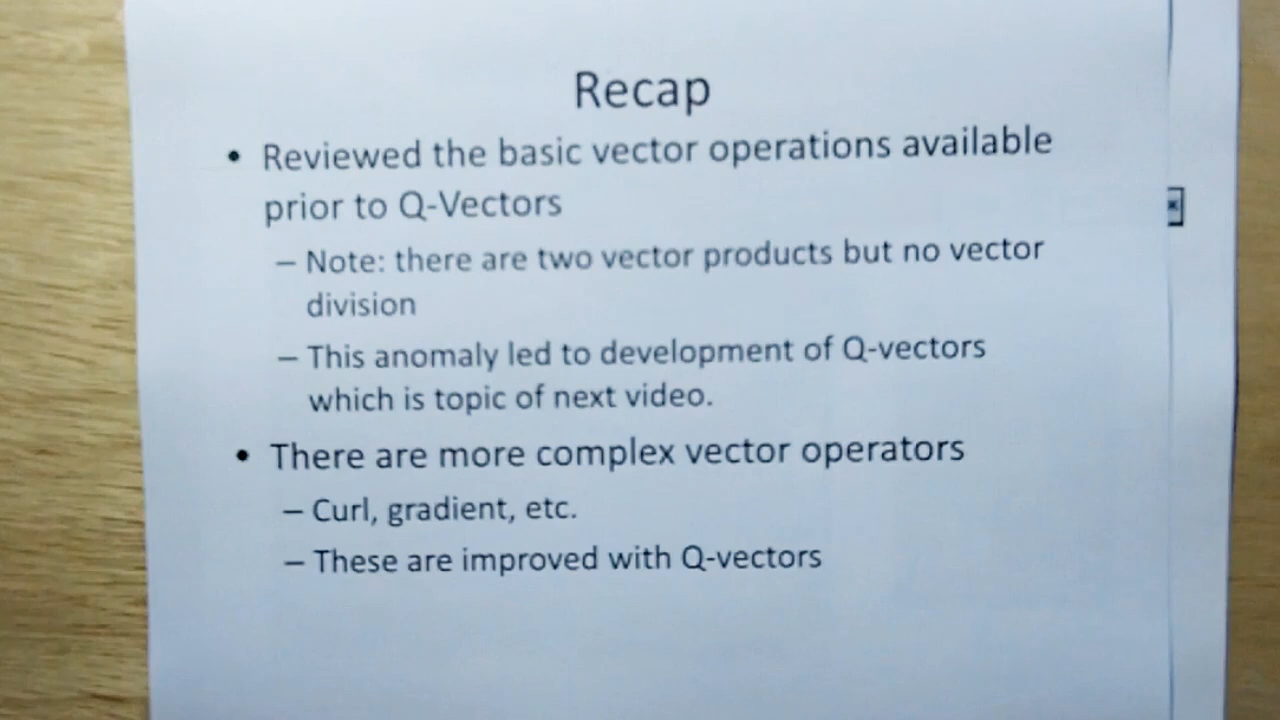 Recap
• Reviewed the basic vector operations available
prior to Q-Vectors
– Note: there are two vector products but no vector
division
– This anomaly led to development of Q-vectors
which is topic of next video.
• There are more complex vector operators
– Curl, gradient, etc.
– These are improved with Q-vectors